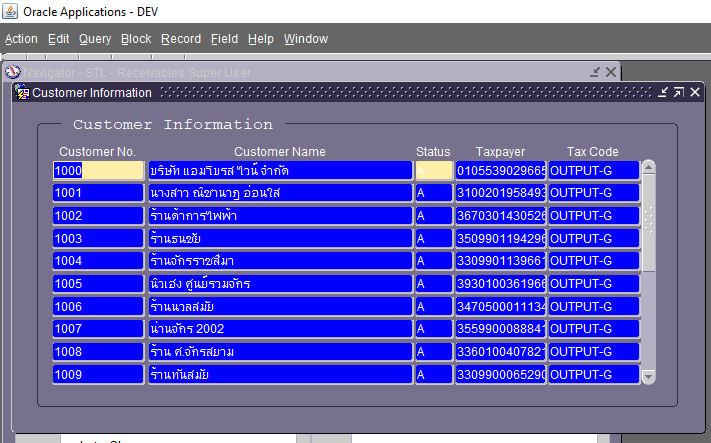 Oracle Applications - DEV
Action Edit Query Block Record Field Help Window
Navigator - STL - Receivables Super User
Customer Information
Customer Information
Customer No. Customer Name Status Taxpayer Tax Code
1000 บริษัท แอมโบรส ไวน์ จำกัด A 0105539029665 OUTPUT-G
1001 นางสาว ณิชานาฎ อ่อนใส A 3100201958493 OUTPUT-G
1002 ร้านด้าการไฟฟ้า A 3670301430526 OUTPUT-G
1003 ร้านธนชัย A 3509901194296 OUTPUT-G
1004 ร้านจักรราชสีมา A 3309901139661 OUTPUT-G
1005 นิวเฮง ศูนย์รวมจักร A 3930100361966 OUTPUT-G
1006 ร้านนวลสมัย A 3470500011134 OUTPUT-G
1007 น่านจักร 2002 A 3559900088841 OUTPUT-G
1008 ร้าน ศ.จักรสยาม A 3360100407821 OUTPUT-G
1009 ร้านทันสมัย A 3309900065290 OUTPUT-G